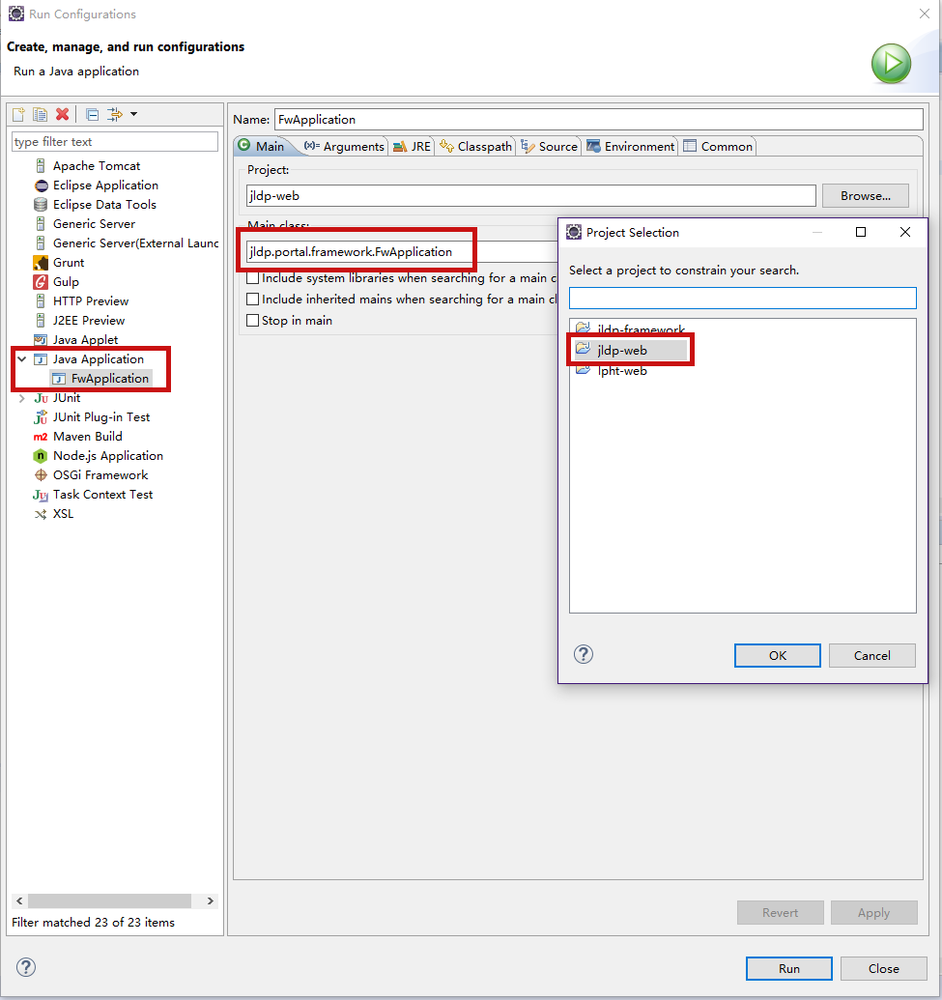 Run Configurations
Create, manage, and run configurations
Run a Java application
type filter text
Apache Tomcat
Eclipse Application
Eclipse Data Tools
Generic Server
Generic Server(External Launc
Grunt
Gulp
HTTP Preview
J2EE Preview
Java Applet
Java Application
FwApplication
JUnit
JUnit Plug-in Test
Maven Build
Node.js Application
OSGi Framework
Task Context Test
XSL
Filter matched 23 of 23 items
Name: FwApplication
Main (x)= Arguments JRE Classpath Source Environment Common
Project:
jldp-web Browse...
Main class:
jldp.portal.framework.FwApplication
Include system libraries when searching for a main cl
Include inherited mains when searching for a main cl
Stop in main
Project Selection
Select a project to constrain your search.
jldp-framework
jldp-web
lpht-web
OK Cancel
Revert Apply
Run Close